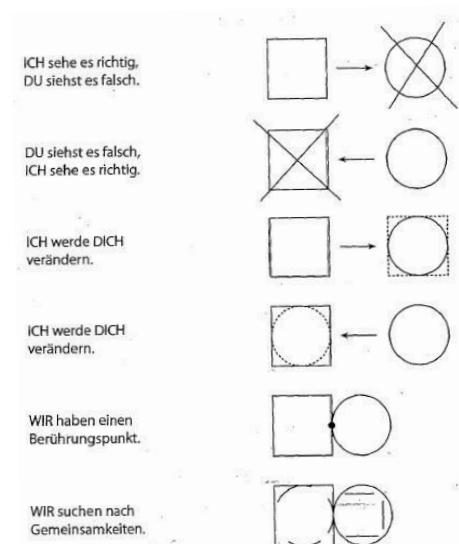 ICH sehe es richtig,
DU siehst es falsch.
DU siehst es falsch,
ICH sehe es richtig.
ICH werde DICH
verändern.
ICH werde DICH
verändern.
WIR haben einen
Berührungspunkt.
WIR suchen nach
Gemeinsamkeiten.